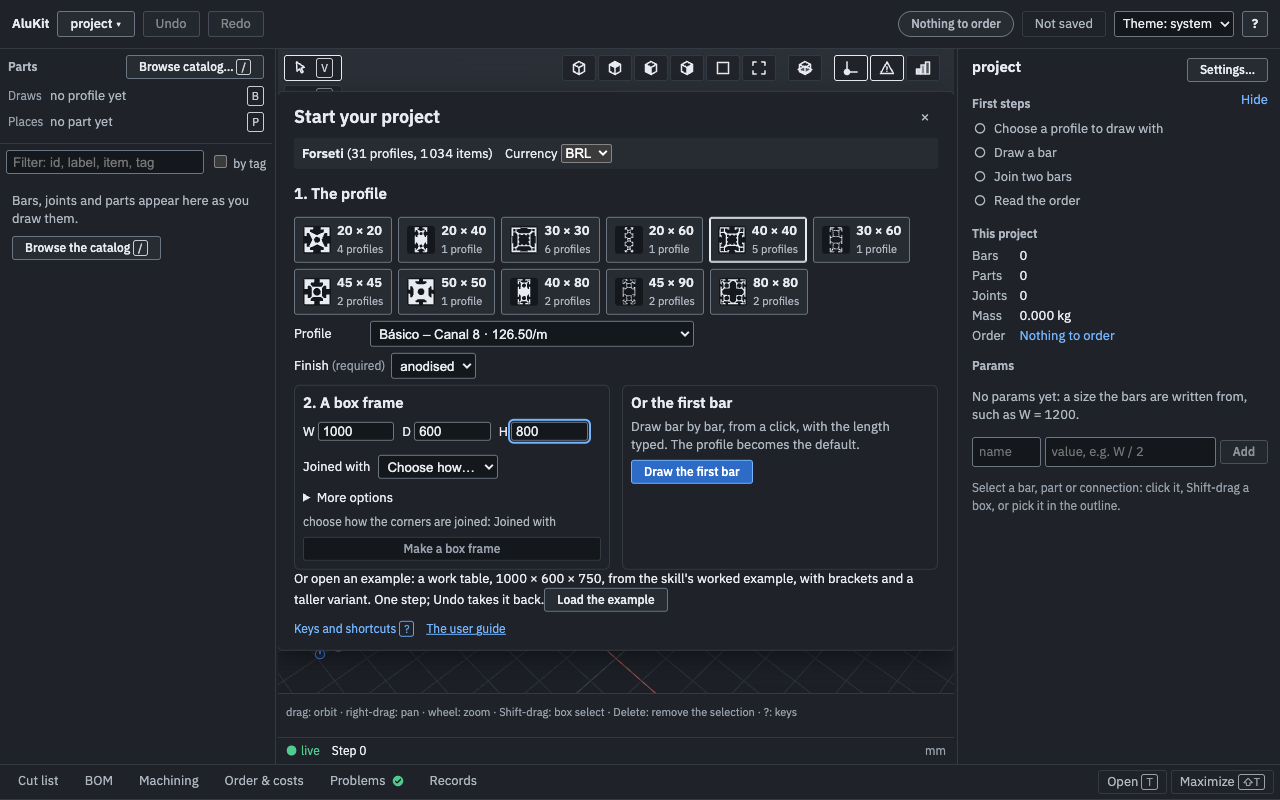 AluKit project ▾ Undo Redo Nothing to order Not saved Theme: system ?
Parts Browse catalog... /
Draws no profile yet B
Places no part yet P
Filter: id, label, item, tag by tag
Bars, joints and parts appear here as you
draw them.
Browse the catalog /
V
Start your project ×
Forseti (31 profiles, 1 034 items) Currency BRL
1. The profile
20 × 20 20 × 40 30 × 30 20 × 60 40 × 40 30 × 60
4 profiles 1 profile 6 profiles 1 profile 5 profiles 1 profile
45 × 45 50 × 50 40 × 80 45 × 90 80 × 80
2 profiles 1 profile 2 profiles 2 profiles 2 profiles
Profile Básico – Canal 8 · 126.50/m
Finish (required) anodised
2. A box frame
W 1000 D 600 H 800
Joined with Choose how...
▶ More options
choose how the corners are joined: Joined with
Make a box frame
Or the first bar
Draw bar by bar, from a click, with the length
typed. The profile becomes the default.
Draw the first bar
Or open an example: a work table, 1000 × 600 × 750, from the skill's worked example, with brackets and a
taller variant. One step; Undo takes it back. Load the example
Keys and shortcuts ? The user guide
drag: orbit · right-drag: pan · wheel: zoom · Shift-drag: box select · Delete: remove the selection · ?: keys
live Step 0 mm
project Settings...
First steps Hide
Choose a profile to draw with
Draw a bar
Join two bars
Read the order
This project
Bars 0
Parts 0
Joints 0
Mass 0.000 kg
Order Nothing to order
Params
No params yet: a size the bars are written from,
such as W = 1200.
name value, e.g. W / 2 Add
Select a bar, part or connection: click it, Shift-drag a
box, or pick it in the outline.
Cut list BOM Machining Order & costs Problems Records Open T Maximize ⇧T